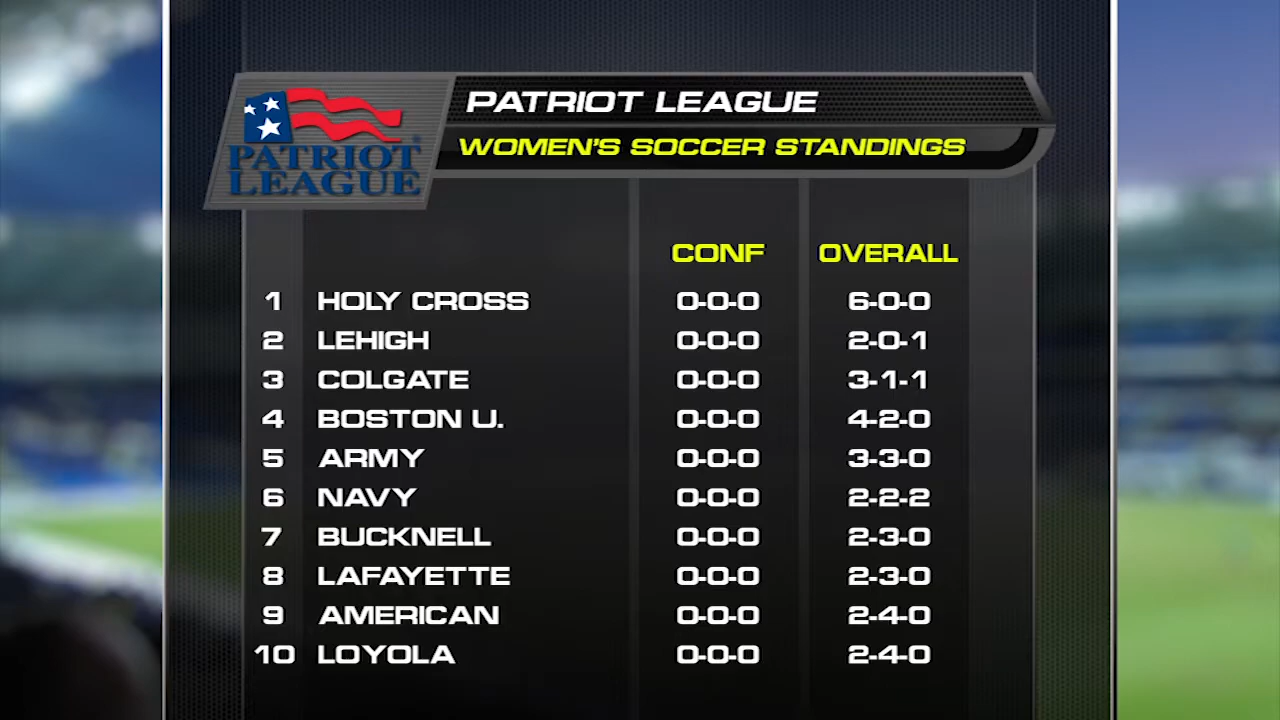 PATRIOT LEAGUE
PATRIOT LEAGUE
WOMEN'S SOCCER STANDINGS
CONF OVERALL
1 HOLY CROSS 0-0-0 6-0-0
2 LEHIGH 0-0-0 2-0-1
3 COLGATE 0-0-0 3-1-1
4 BOSTON U. 0-0-0 4-2-0
5 ARMY 0-0-0 3-3-0
6 NAVY 0-0-0 2-2-2
7 BUCKNELL 0-0-0 2-3-0
8 LAFAYETTE 0-0-0 2-3-0
9 AMERICAN 0-0-0 2-4-0
10 LOYOLA 0-0-0 2-4-0